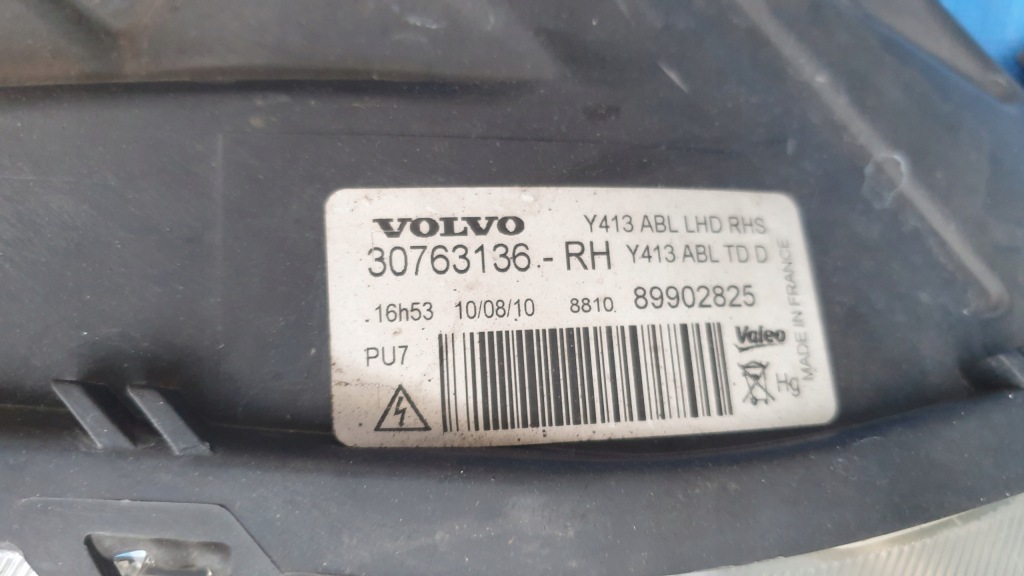 VOLVO Y413 ABL LHD RHS
30763136.-RH Y413 ABL TD D
16h53 10/08/10 8810 89902825
PU7
Valeo
Hg
MADE IN FRANCE